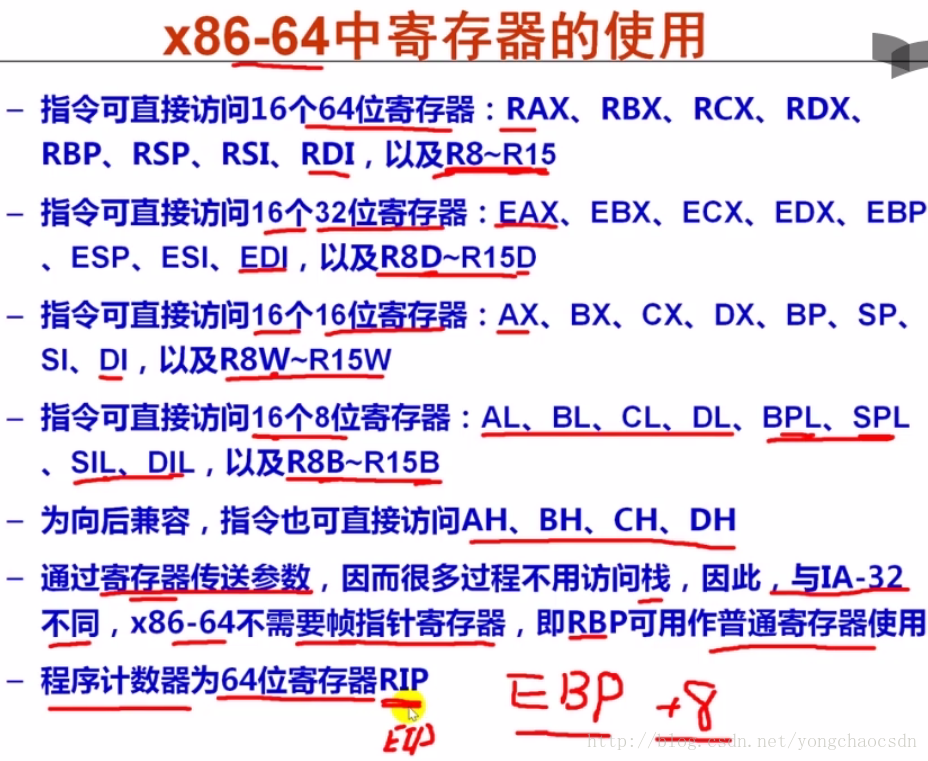 x86-64中寄存器的使用
– 指令可直接访问16个64位寄存器：RAX、RBX、RCX、RDX、
RBP、RSP、RSI、RDI，以及R8~R15
– 指令可直接访问16个32位寄存器：EAX、EBX、ECX、EDX、EBP
、ESP、ESI、EDI，以及R8D~R15D
– 指令可直接访问16个16位寄存器：AX、BX、CX、DX、BP、SP、
SI、DI，以及R8W~R15W
– 指令可直接访问16个8位寄存器：AL、BL、CL、DL、BPL、SPL
、SIL、DIL，以及R8B~R15B
– 为向后兼容，指令也可直接访问AH、BH、CH、DH
– 通过寄存器传送参数，因而很多过程不用访问栈，因此，与IA-32
不同，x86-64不需要帧指针寄存器，即RBP可用作普通寄存器使用
– 程序计数器为64位寄存器RIP
EBP +8
EIP
http://blog.csdn.net/yongchaocsdn